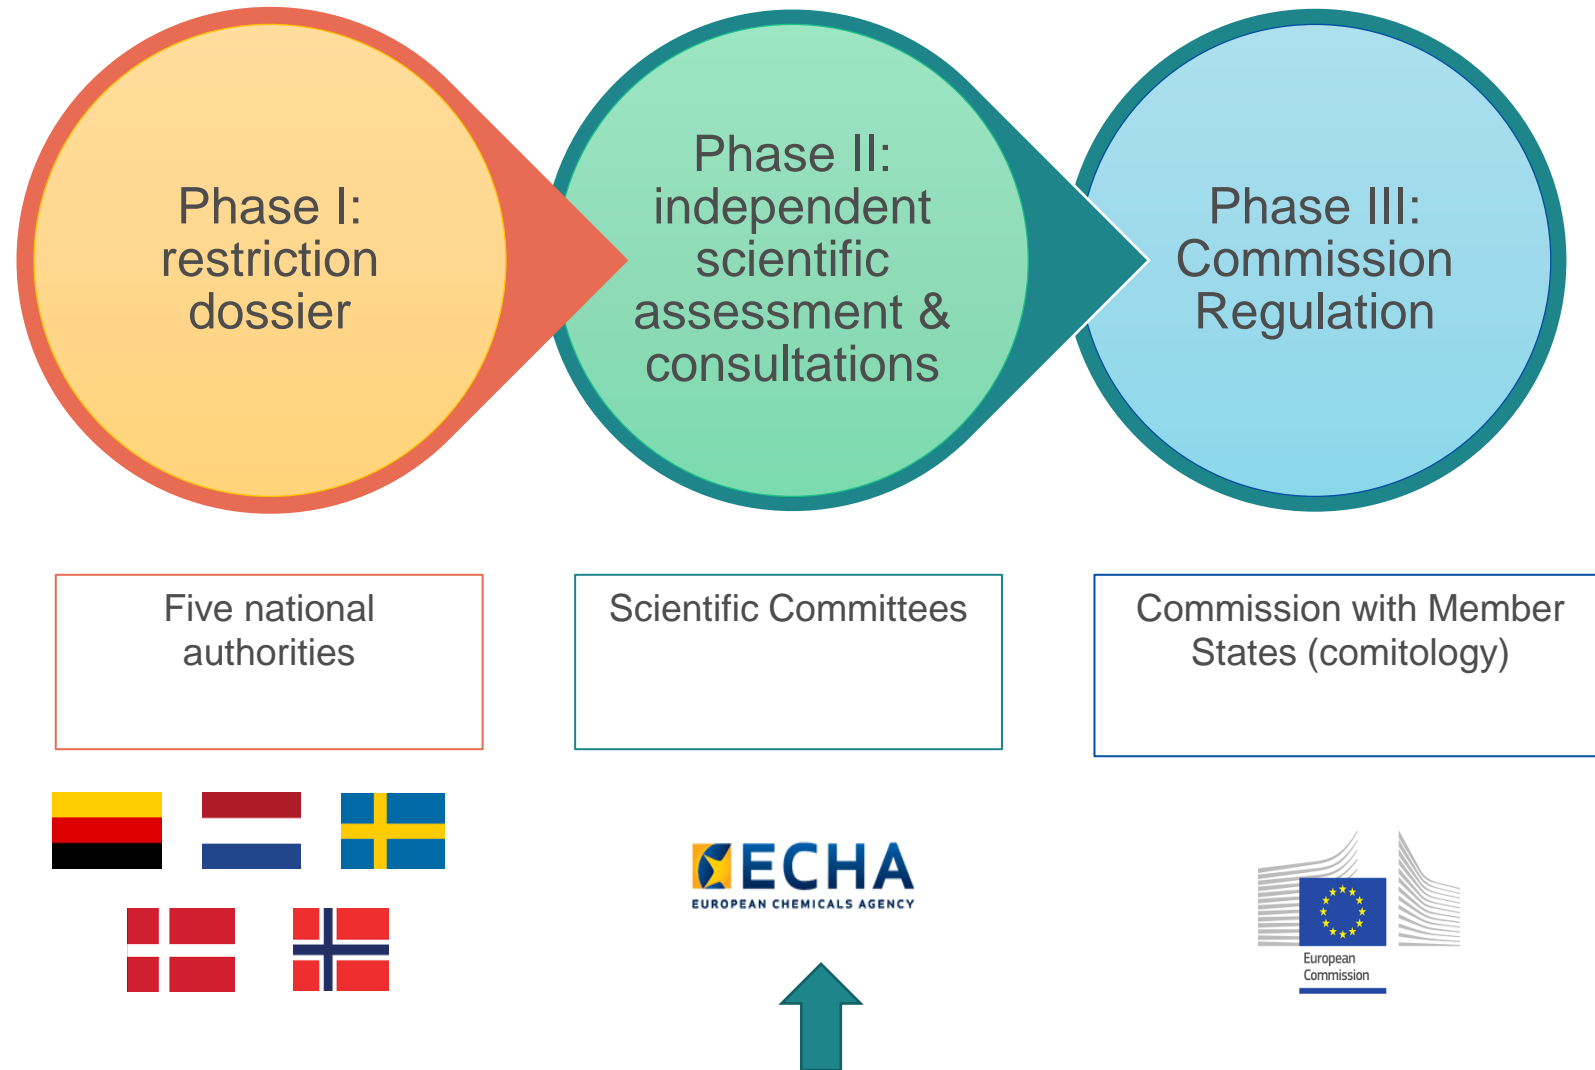 Phase I:
restriction
dossier
Phase II:
independent
scientific
assessment &
consultations
Phase III:
Commission
Regulation
Five national
authorities
Scientific Committees
Commission with Member
States (comitology)
ECHA
EUROPEAN CHEMICALS AGENCY
European
Commission